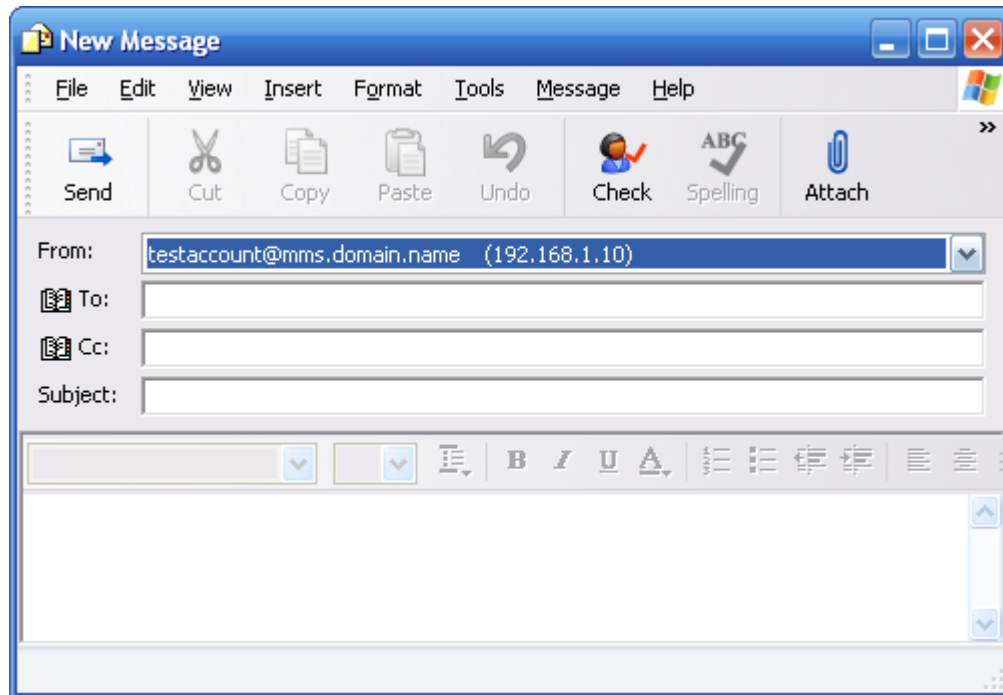 New Message
File Edit View Insert Format Tools Message Help
»
ABC
Send Cut Copy Paste Undo Check Spelling Attach
From: testaccount@mms.domain.name (192.168.1.10)
To:
Cc:
Subject:
B I U A